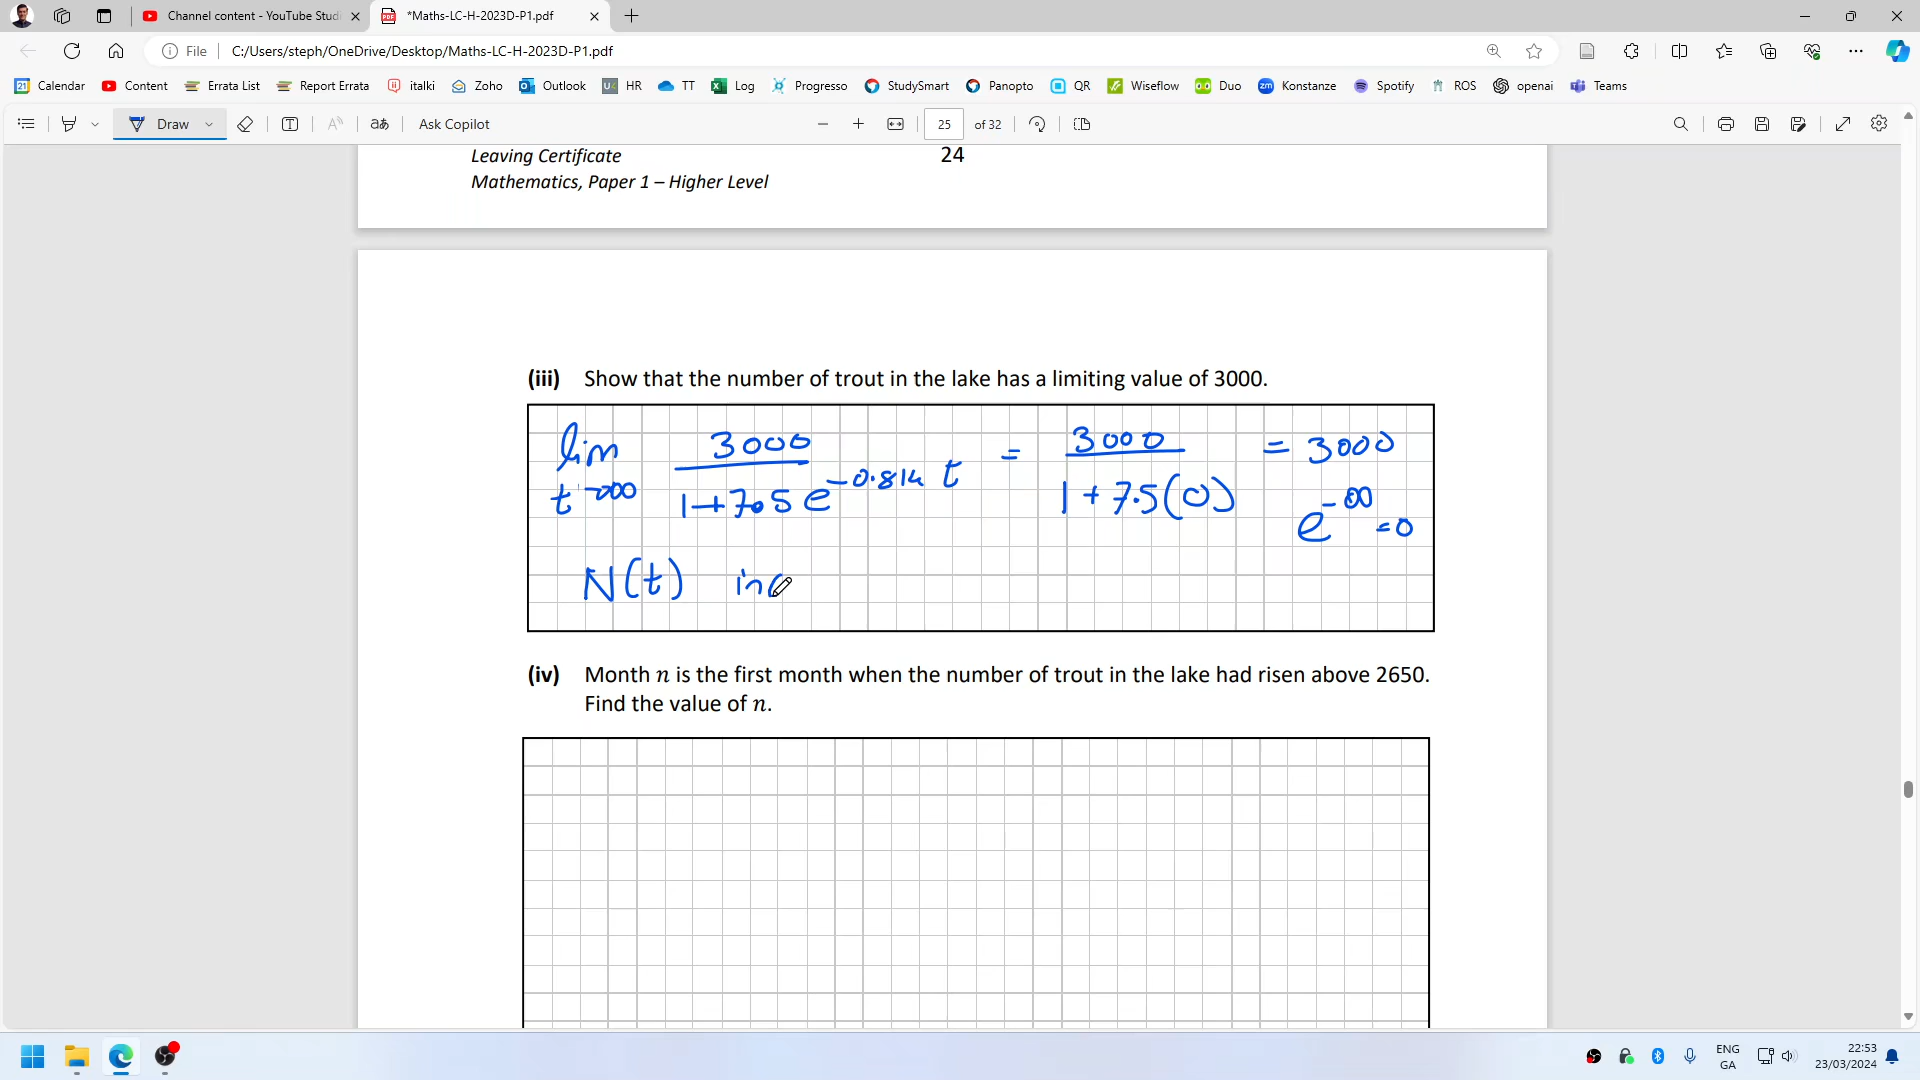 Channel content - YouTube Studi
*Maths-LC-H-2023D-P1.pdf
File C:/Users/steph/OneDrive/Desktop/Maths-LC-H-2023D-P1.pdf
Calendar Content Errata List Report Errata italki Zoho Outlook HR TT Log Progresso StudySmart Panopto QR Wiseflow Duo Konstanze Spotify ROS openai Teams
Draw Ask Copilot 25 of 32
Leaving Certificate 24
Mathematics, Paper 1 – Higher Level
(iii) Show that the number of trout in the lake has a limiting value of 3000.
lim t→∞ 3000 / 1+7.5e^-0.81kt = 3000 / 1+7.5(0) = 3000
e^-∞ =0
N(t) inc
(iv) Month n is the first month when the number of trout in the lake had risen above 2650.
Find the value of n.
ENG
GA
22:53
23/03/2024